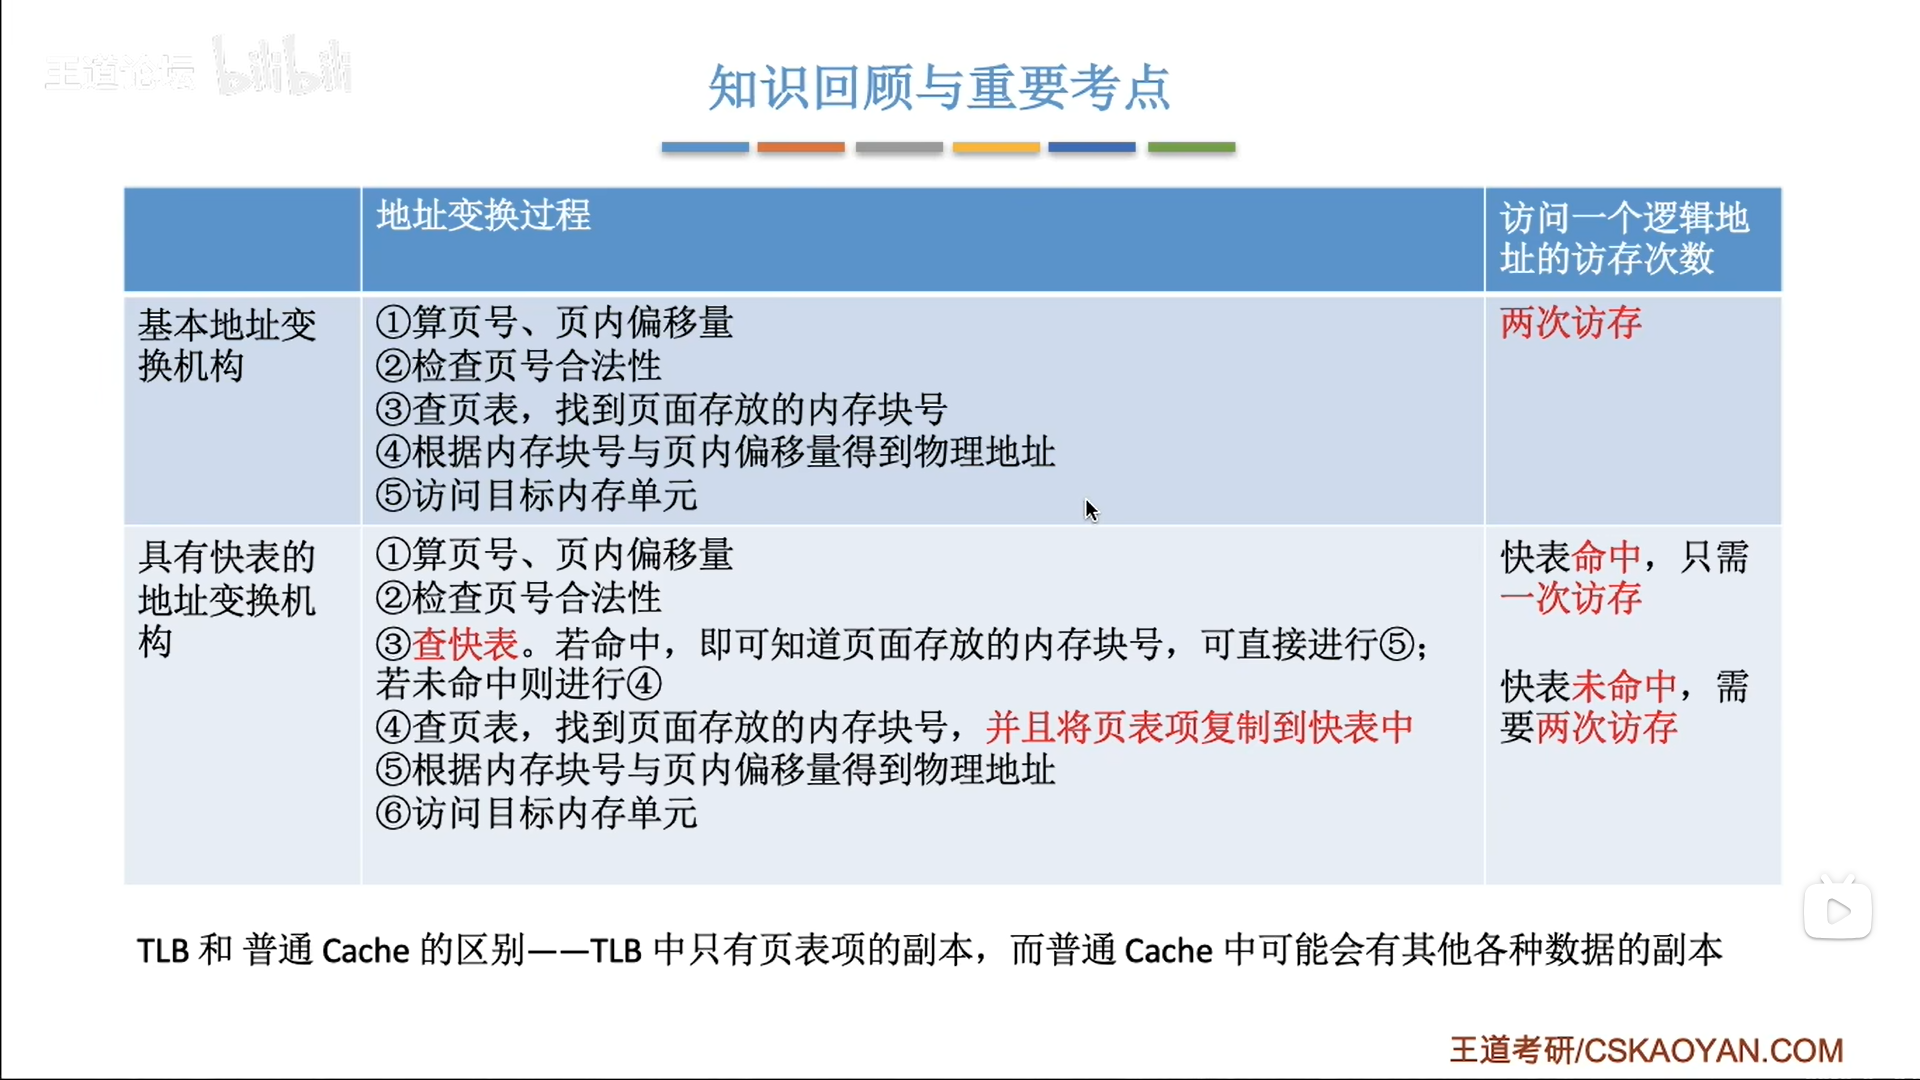 王道论坛 bilibili
知识回顾与重要考点
地址变换过程
访问一个逻辑地
址的访存次数
基本地址变
换机构
①算页号、页内偏移量
②检查页号合法性
③查页表，找到页面存放的内存块号
④根据内存块号与页内偏移量得到物理地址
⑤访问目标内存单元
两次访存
具有快表的
地址变换机
构
①算页号、页内偏移量
②检查页号合法性
③查快表。若命中，即可知道页面存放的内存块号，可直接进行⑤；
若未命中则进行④
④查页表，找到页面存放的内存块号，并且将页表项复制到快表中
⑤根据内存块号与页内偏移量得到物理地址
⑥访问目标内存单元
快表命中，只需
一次访存
快表未命中，需
要两次访存
TLB 和 普通 Cache 的区别——TLB 中只有页表项的副本，而普通 Cache 中可能会有其他各种数据的副本
王道考研/CSKAOYAN.COM